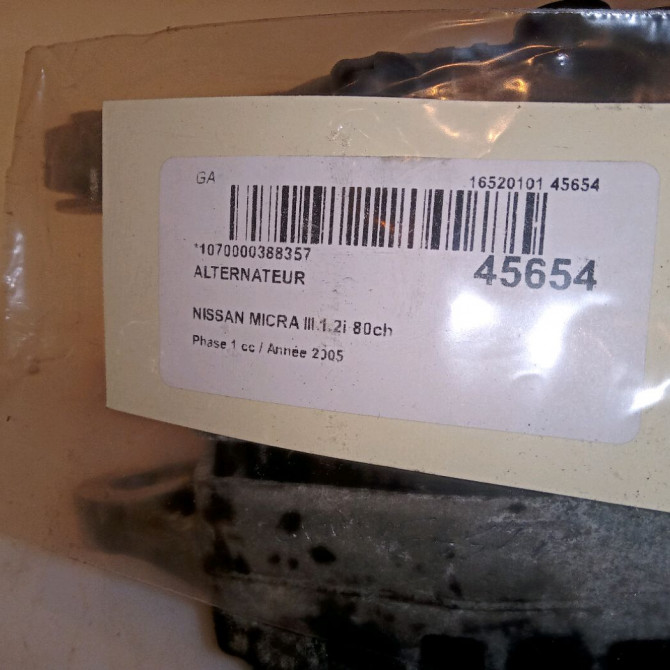 GA
16520101 45654
*1070000388357
45654
ALTERNATEUR
NISSAN MICRA III 1.2i 80ch
Phase 1 cc / Année 2005